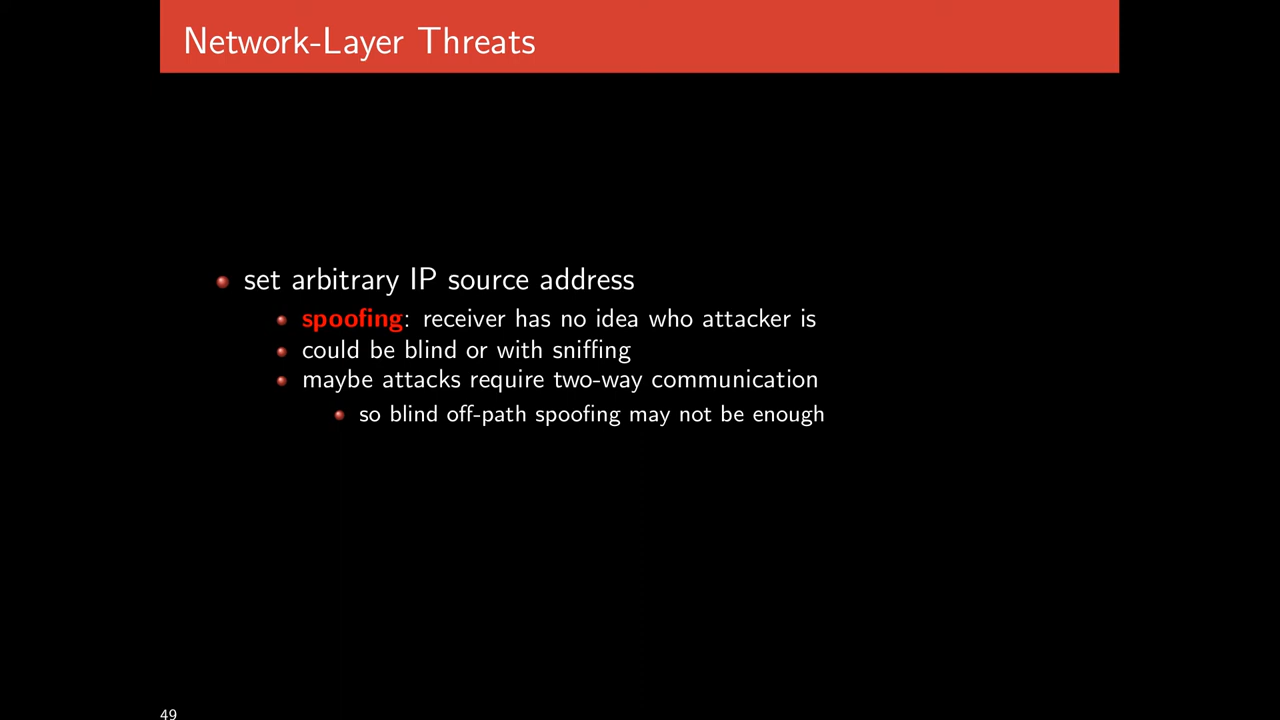 Network-Layer Threats
set arbitrary IP source address
spoofing: receiver has no idea who attacker is
could be blind or with sniffing
maybe attacks require two-way communication
so blind off-path spoofing may not be enough
49